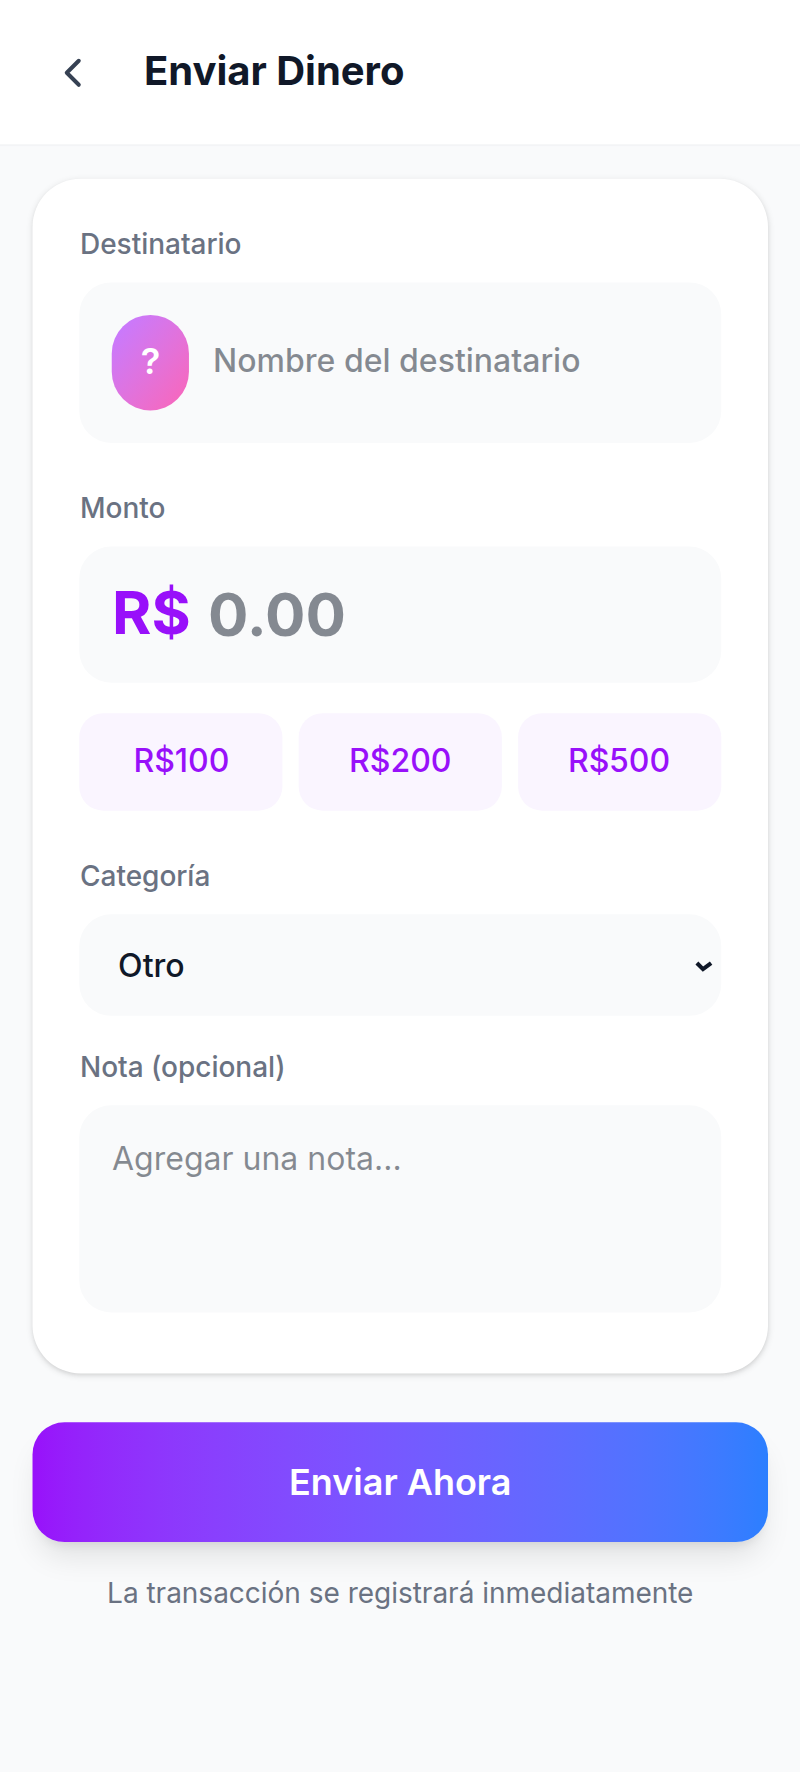 Enviar Dinero
Destinatario
?
Nombre del destinatario
Monto
R$ 0.00
R$100 R$200 R$500
Categoría
Otro
Nota (opcional)
Agregar una nota...
Enviar Ahora
La transacción se registrará inmediatamente